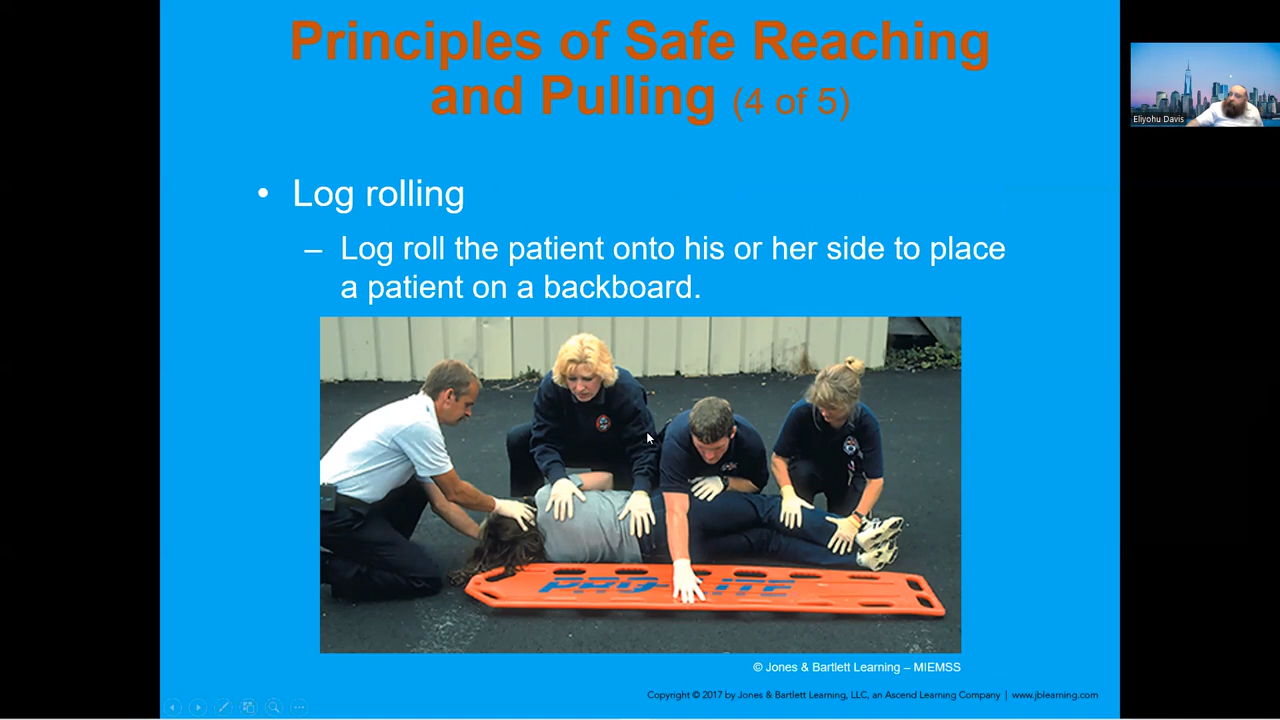 Principles of Safe Reaching
and Pulling (4 of 5)
Eliyohu Davis
• Log rolling
– Log roll the patient onto his or her side to place
a patient on a backboard.
PRO-LITE
© Jones & Bartlett Learning – MIEMSS
Copyright © 2017 by Jones & Bartlett Learning, LLC, an Ascend Learning Company | www.jblearning.com